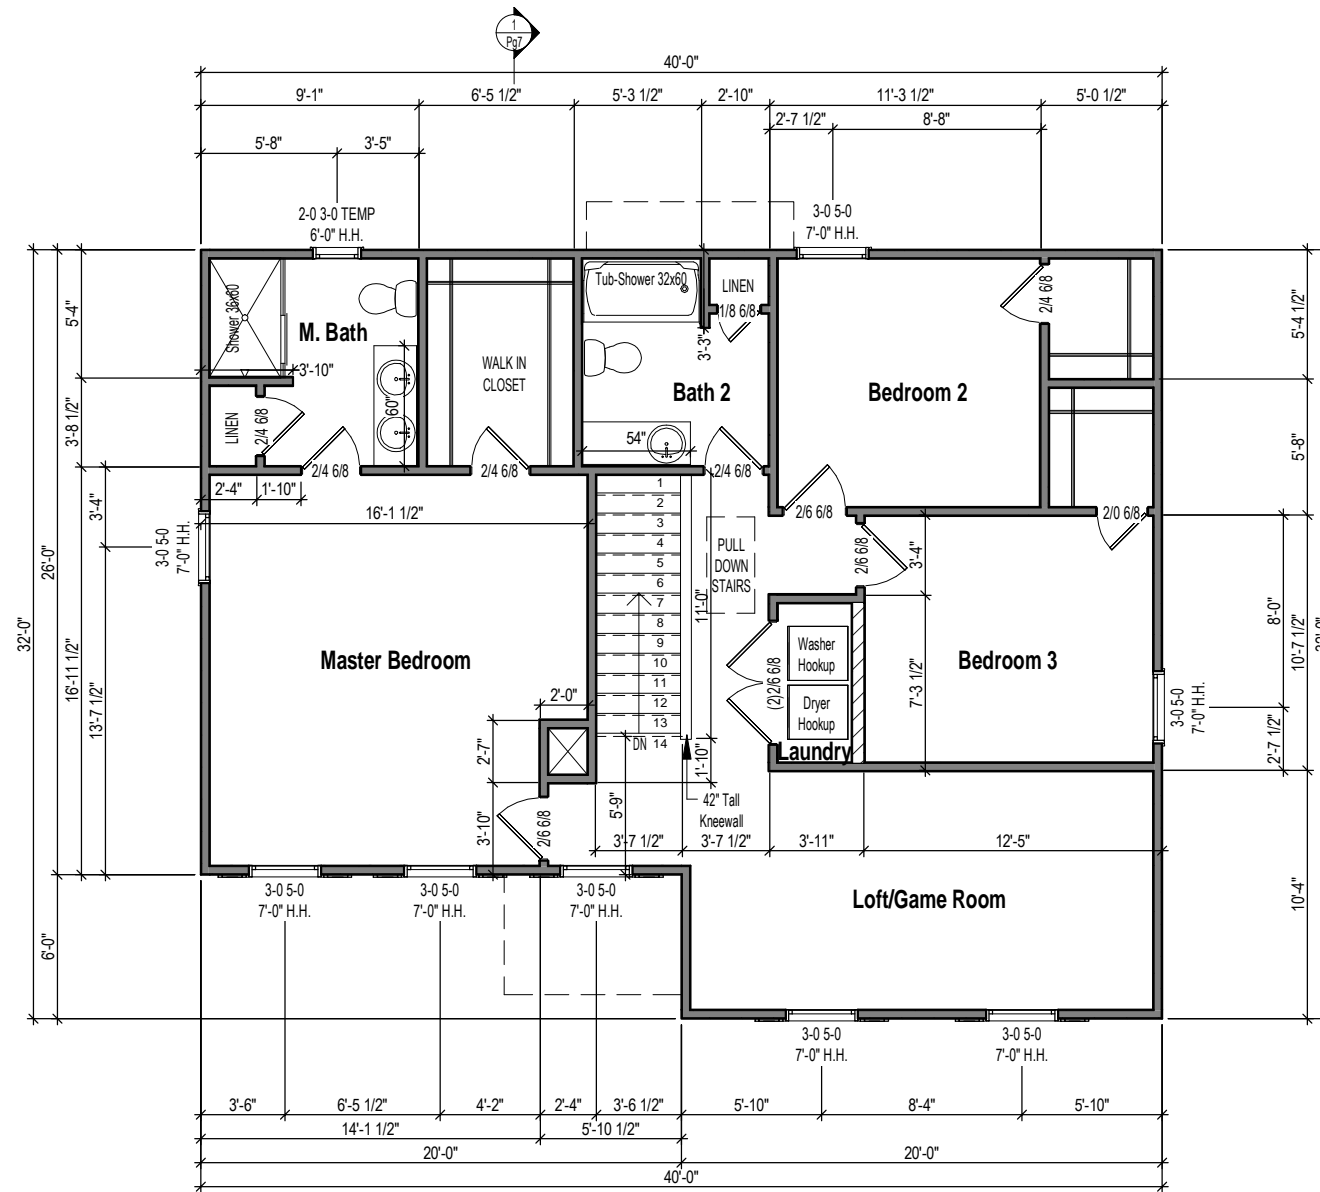 1
Pg7
40'-0"
9'-1"
6'-5 1/2"
5'-3 1/2"
2'-10"
11'-3 1/2"
5'-0 1/2"
2'-7 1/2"
8'-8"
5'-8"
3'-5"
2-0 3-0 TEMP
6'-0" H.H.
3-0 5-0
7'-0" H.H.
Shower 36x60
M. Bath
3'-10"
60"
LINEN
2/4 6/8
2/4 6/8
WALK IN
CLOSET
2/4 6/8
Tub-Shower 32x60
LINEN
1/8 6/8
3'-3"
Bath 2
54"
2/4 6/8
Bedroom 2
2/4 6/8
2/6 6/8
2/0 6/8
5'-4"
3'-8 1/2"
3'-4"
26'-0"
32'-0"
16'-11 1/2"
13'-7 1/2"
6'-0"
5'-4 1/2"
5'-8"
8'-0"
10'-7 1/2"
2'-7 1/2"
10'-4"
2'-4"
1'-10"
16'-1 1/2"
3-0 5-0
7'-0" H.H.
1
2
3
4
5
6
7
8
9
10
11
12
13
DN
14
PULL
DOWN
STAIRS
11'-0"
2/6 6/8
3'-4"
Master Bedroom
Washer
Hookup
Dryer
Hookup
(2)2/6 6/8
Laundry
7'-3 1/2"
Bedroom 3
3-0 5-0
7'-0" H.H.
2'-0"
2'-7"
3'-10"
2/6 6/8
5'-9"
1'-10"
42" Tall
Kneewall
3'-7 1/2"
3'-7 1/2"
3'-11"
12'-5"
Loft/Game Room
3-0 5-0
7'-0" H.H.
3-0 5-0
7'-0" H.H.
3-0 5-0
7'-0" H.H.
3-0 5-0
7'-0" H.H.
3-0 5-0
7'-0" H.H.
3'-6"
6'-5 1/2"
4'-2"
2'-4"
3'-6 1/2"
5'-10"
8'-4"
5'-10"
14'-1 1/2"
5'-10 1/2"
20'-0"
20'-0"
40'-0"